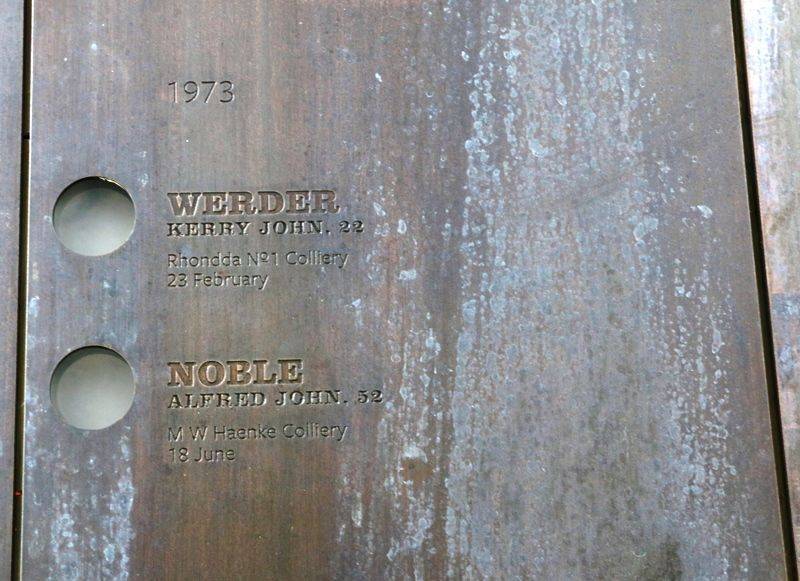 1973
WERDER
KERRY JOHN. 22
Rhondda Nº1 Colliery
23 February
NOBLE
ALFRED JOHN. 52
M W Haenke Colliery
18 June